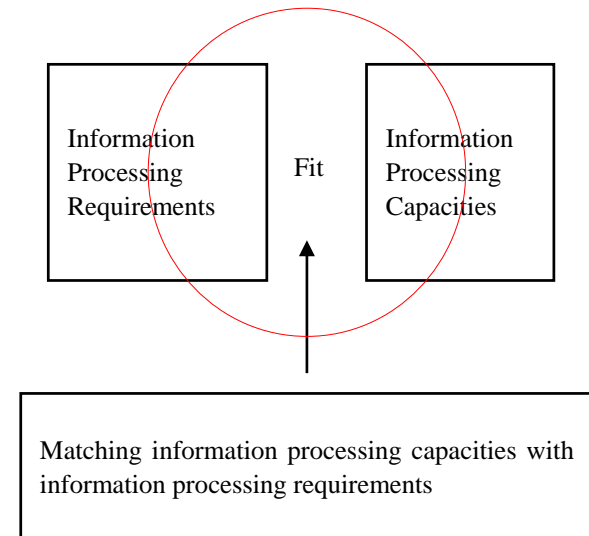 Information
Processing
Requirements
Fit
Information
Processing
Capacities
Matching information processing capacities with
information processing requirements